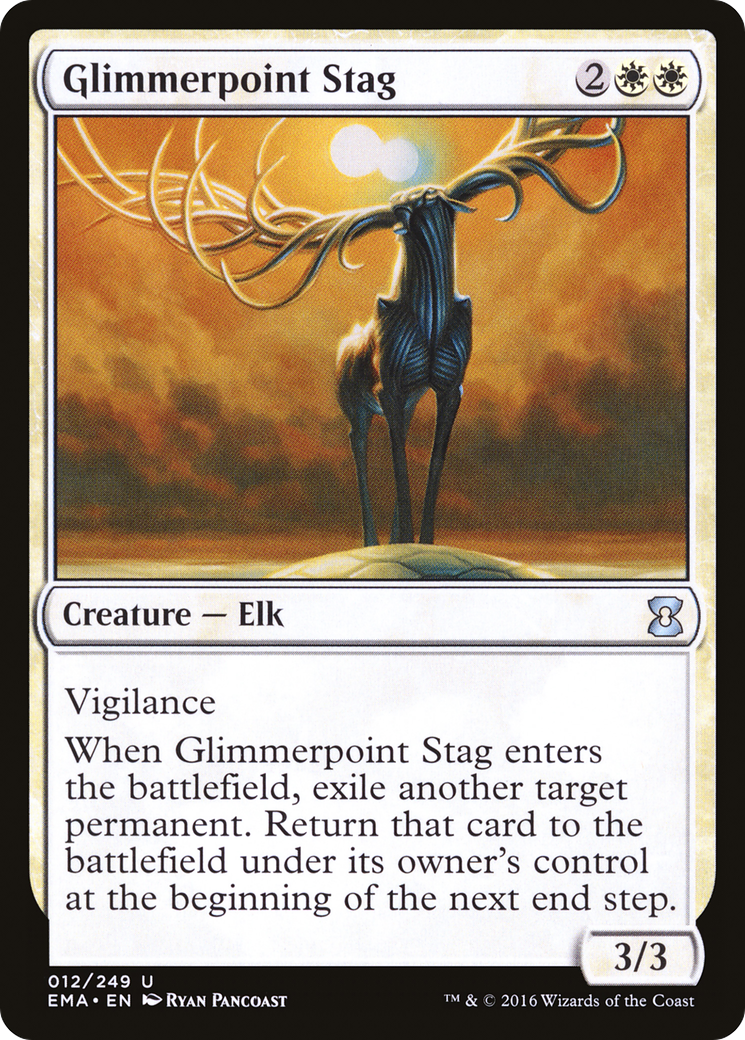 Glimmerpoint Stag 2
Creature — Elk
Vigilance
When Glimmerpoint Stag enters
the battlefield, exile another target
permanent. Return that card to the
battlefield under its owner's control
at the beginning of the next end step.
3/3
012/249 U
EMA • EN Ryan Pancoast
™ & © 2016 Wizards of the Coast